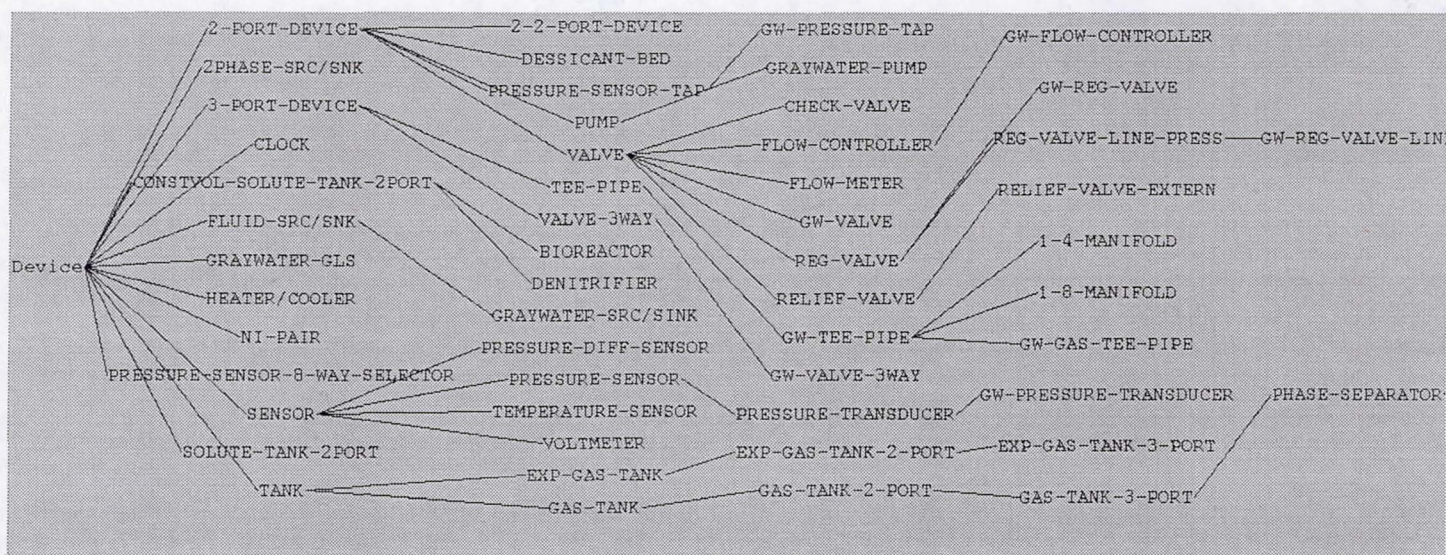 Device
2-PORT-DEVICE
2PHASE-SRC/SNK
3-PORT-DEVICE
CLOCK
CONSTVOL-SOLUTE-TANK-2PORT
FLUID-SRC/SNK
GRAYWATER-GLS
HEATER/COOLER
NI-PAIR
PRESSURE-SENSOR-8-WAY-SELECTOR
SENSOR
SOLUTE-TANK-2PORT
TANK
2-2-PORT-DEVICE
DESSICANT-BED
PRESSURE-SENSOR-TAP
PUMP
VALVE
TEE-PIPE
VALVE-3WAY
BIOREACTOR
DENITRIFIER
GRAYWATER-SRC/SINK
PRESSURE-DIFF-SENSOR
PRESSURE-SENSOR
TEMPERATURE-SENSOR
VOLTMETER
EXP-GAS-TANK
GAS-TANK
GW-PRESSURE-TAP
GRAYWATER-PUMP
CHECK-VALVE
FLOW-CONTROLLER
FLOW-METER
GW-VALVE
REG-VALVE
RELIEF-VALVE
GW-TEE-PIPE
GW-VALVE-3WAY
PRESSURE-TRANSDUCER
EXP-GAS-TANK-2-PORT
GAS-TANK-2-PORT
GW-FLOW-CONTROLLER
GW-REG-VALVE
REG-VALVE-LINE-PRESS
RELIEF-VALVE-EXTERN
1-4-MANIFOLD
1-8-MANIFOLD
GW-GAS-TEE-PIPE
GW-PRESSURE-TRANSDUCER
EXP-GAS-TANK-3-PORT
GAS-TANK-3-PORT
GW-REG-VALVE-LIN
PHASE-SEPARATOR